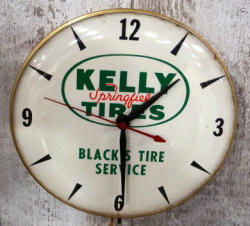 12
KELLY
Springfield
TIRES
9
3
BLACK'S TIRE
SERVICE
6